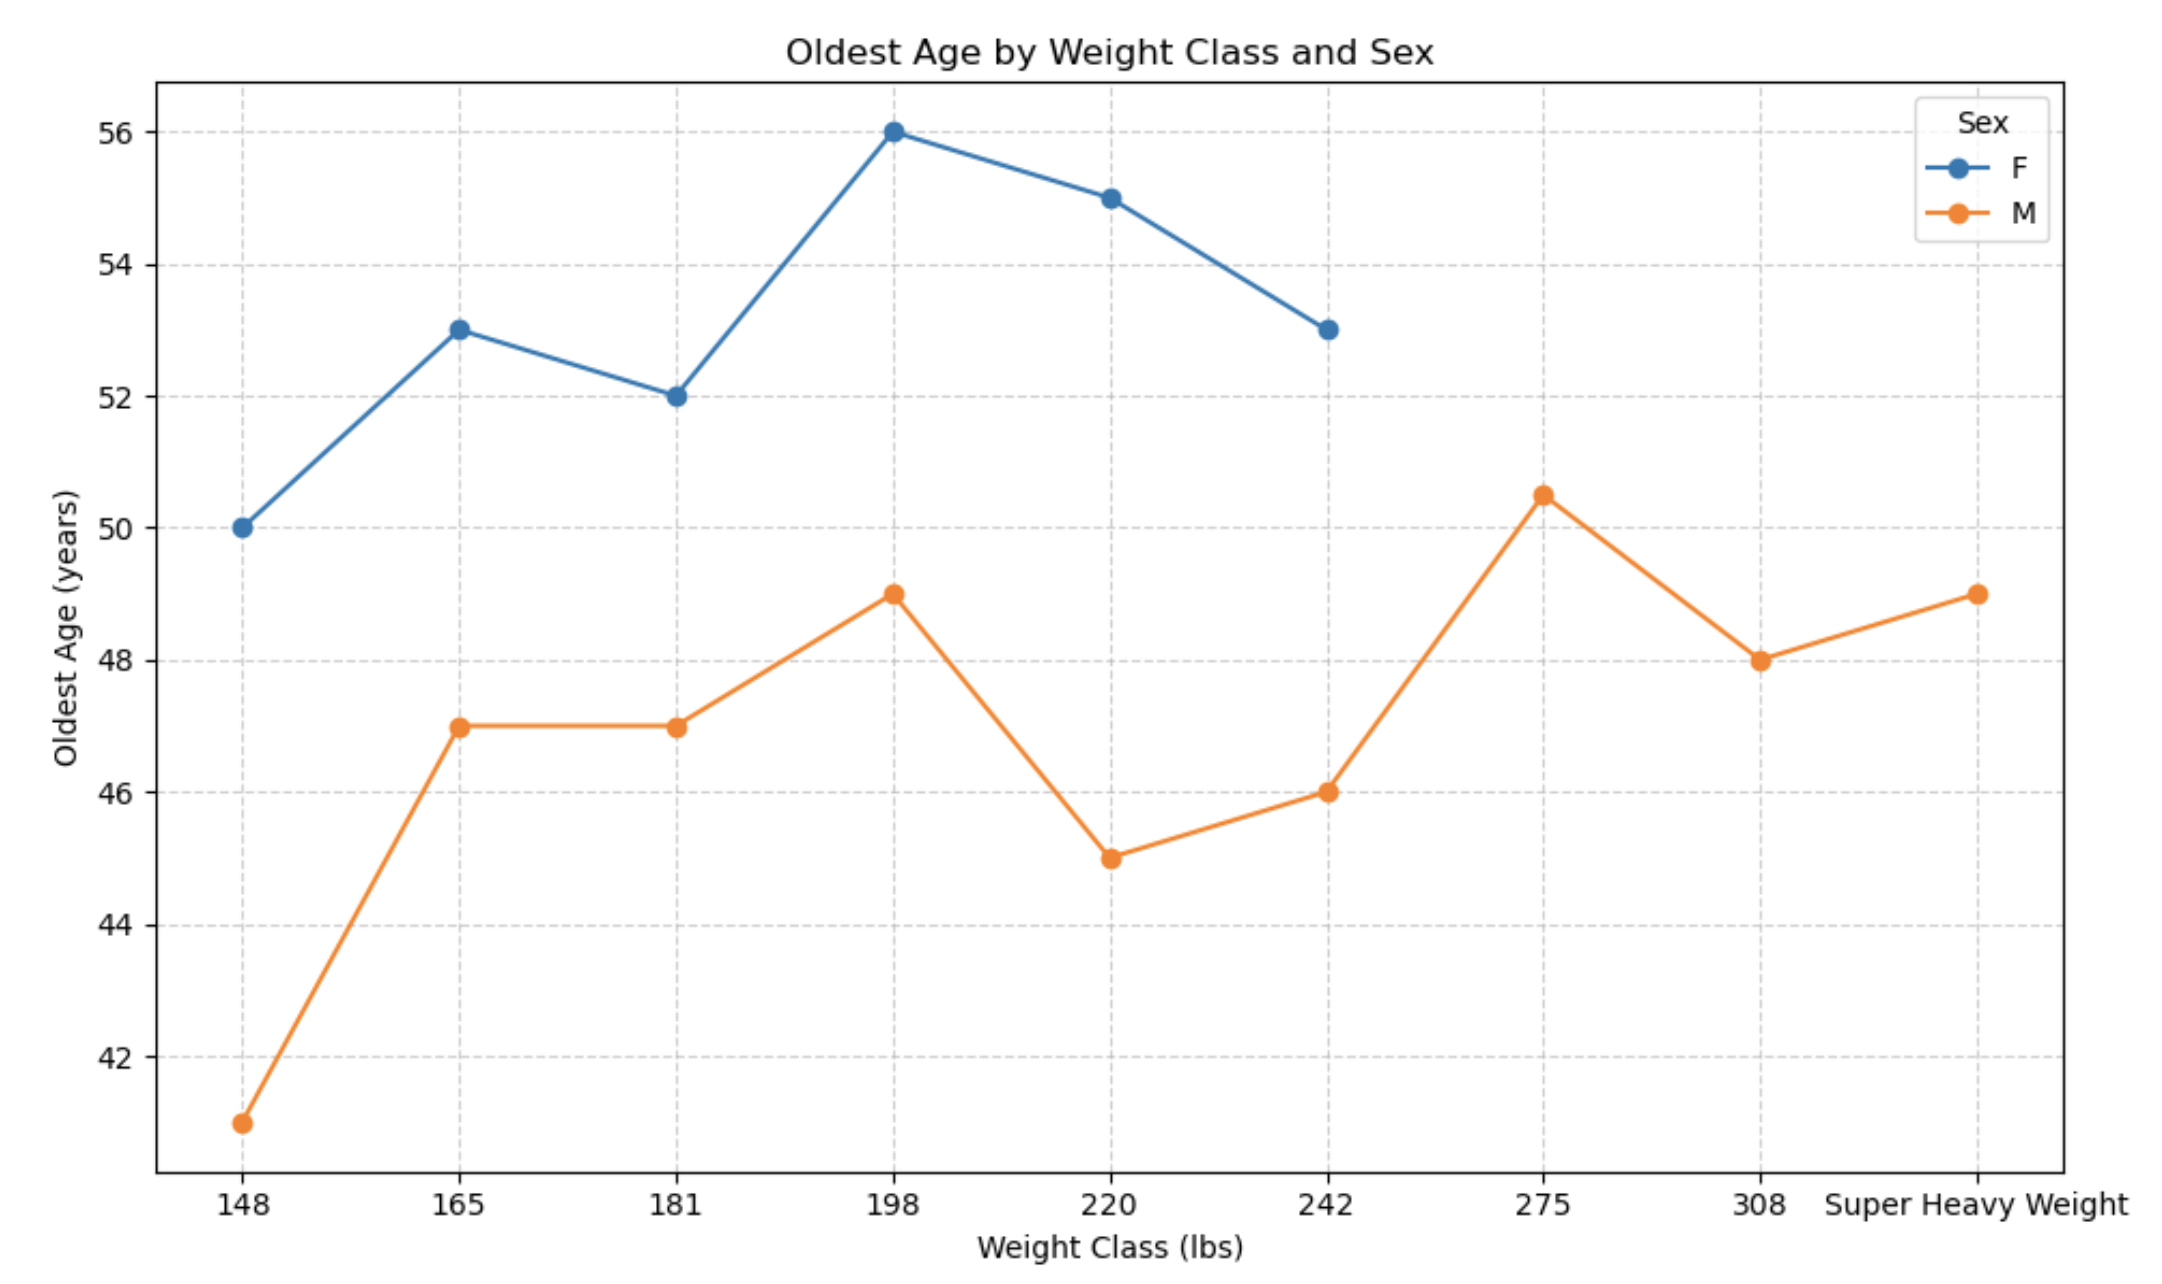 Oldest Age by Weight Class and Sex
Sex
F
M
56
54
52
50
48
46
44
42
Oldest Age (years)
148 165 181 198 220 242 275 308 Super Heavy Weight
Weight Class (lbs)